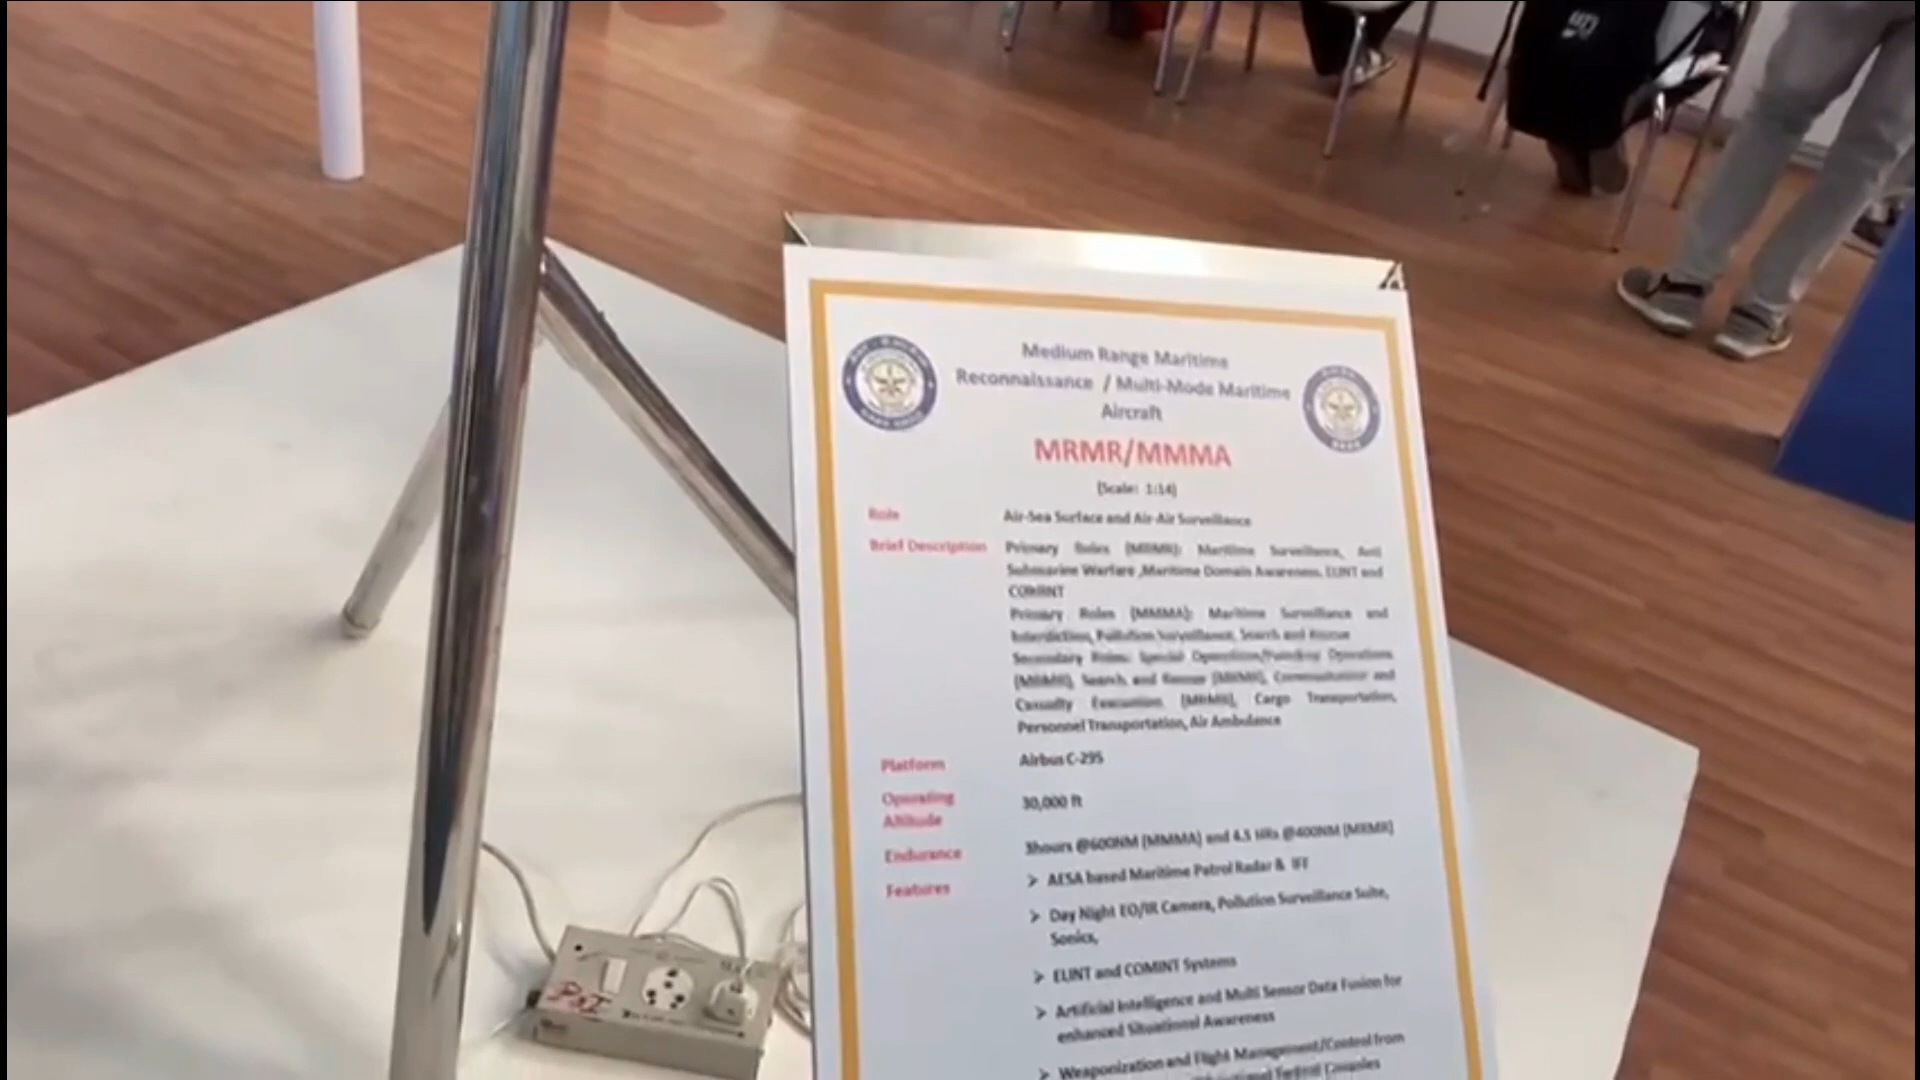 Medium Range Maritime
Reconnaissance / Multi-Mode Maritime
Aircraft
MRMR/MMMA
(Scale: 1:14)
Role Air-Sea Surface and Air-Air Surveillance
Brief Description Primary Roles (MRMR): Maritime Surveillance, Anti
Submarine Warfare ,Maritime Domain Awareness, ELINT and
COMINT
Primary Roles (MMMA): Maritime Surveillance and
Interdiction, Pollution Surveillance, Search and Rescue
Secondary Roles: Special Operations/ Operations
(MRMR), Search and Rescue (MRMR), and
Casualty Evacuation (MRMR), Cargo Transportation,
Personnel Transportation, Air Ambulance
Platform Airbus C-295
Operating
Altitude 30,000 ft
Endurance 3hours @600NM (MMMA) and 4.5 HRs @400NM (MRMR)
Features ➢ AESA based Maritime Patrol Radar & IFF
➢ Day Night EO/IR Camera, Pollution Surveillance Suite,
Sonics,
➢ ELINT and COMINT Systems
➢ Artificial Intelligence and Multi Sensor Data Fusion for
enhanced Situational Awareness
➢ Weaponization and Flight Management/Control from
Tactical Consoles